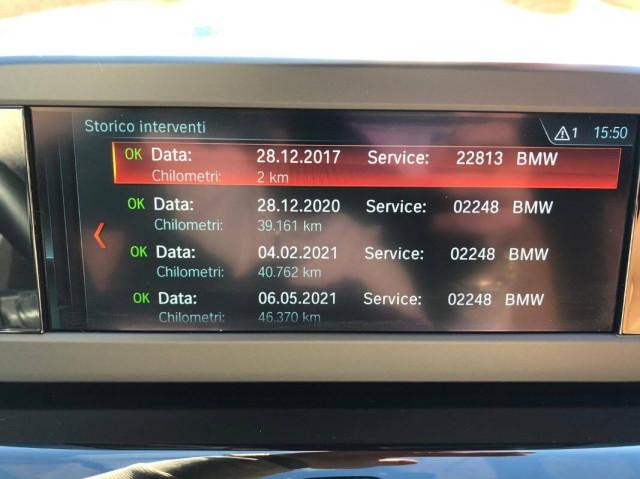 Storico interventi
1 15:50
OK Data: 28.12.2017 Service: 22813 BMW
Chilometri: 2 km
OK Data: 28.12.2020 Service: 02248 BMW
Chilometri: 39.161 km
OK Data: 04.02.2021 Service: 02248 BMW
Chilometri: 40.762 km
OK Data: 06.05.2021 Service: 02248 BMW
Chilometri: 46.370 km